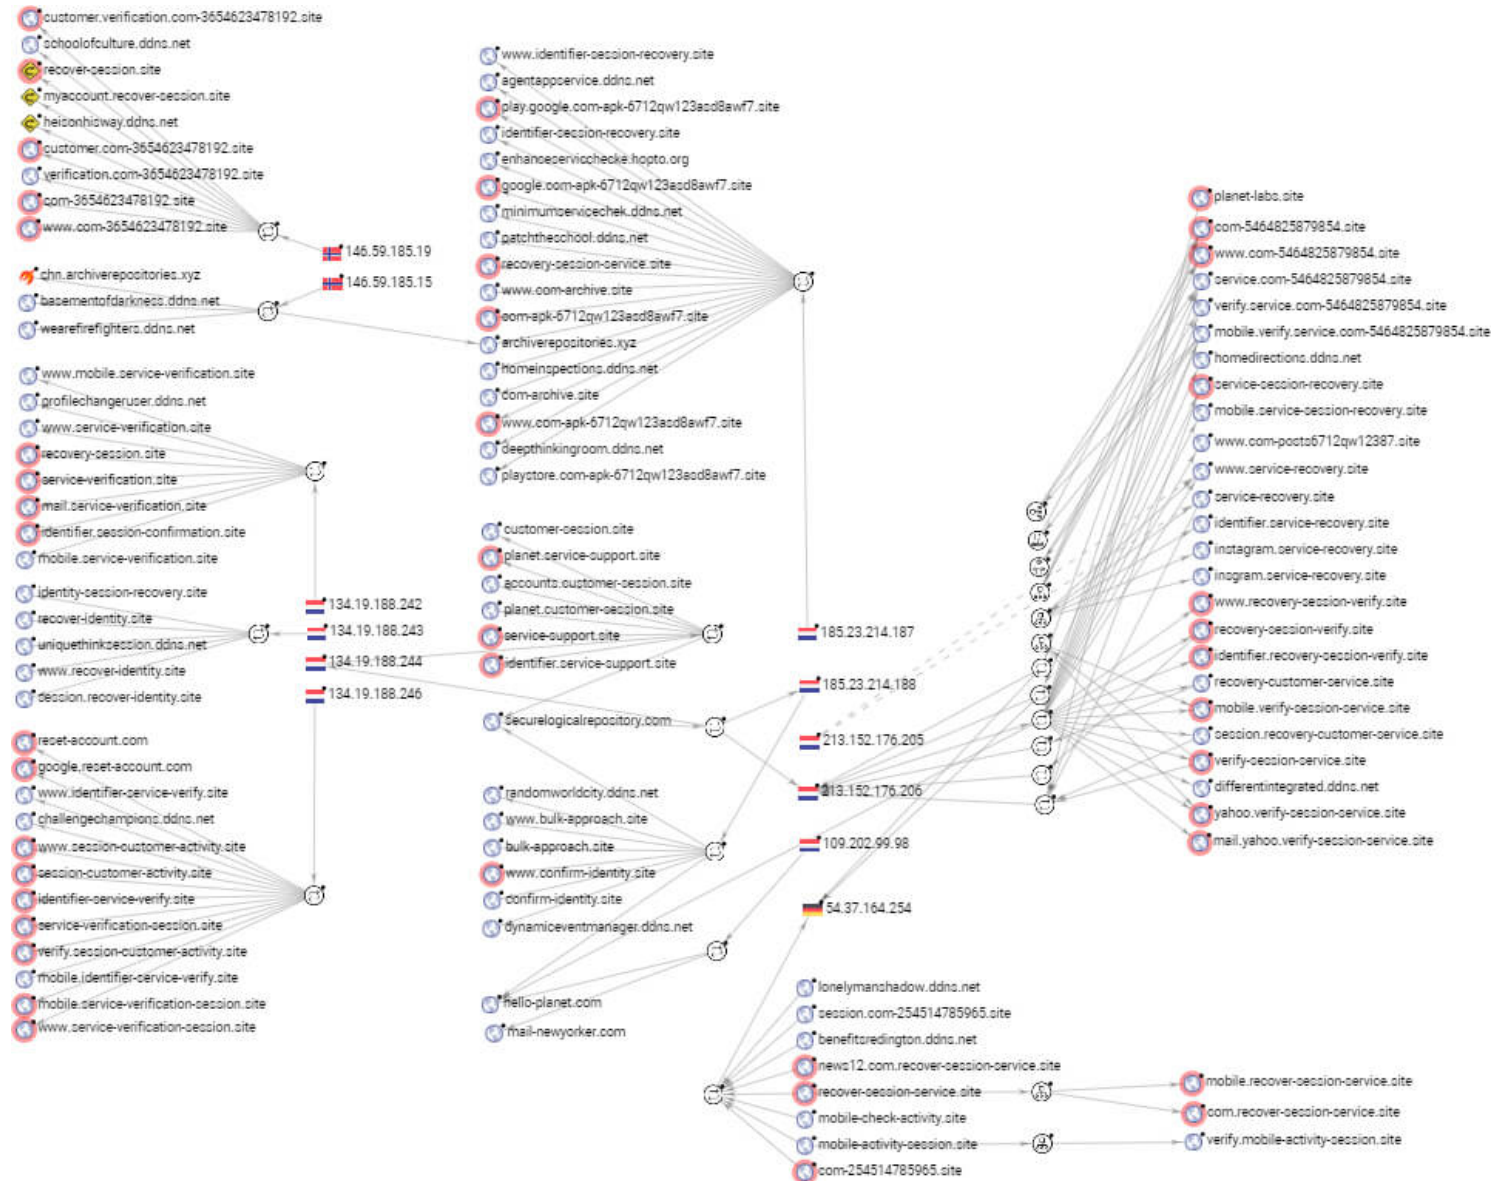 customer.verification.com-3654623478192.site
schoolofculture.ddns.net
recover-session.site
myaccount.recover-session.site
heisonhisway.ddns.net
customer.com-3654623478192.site
verification.com-3654623478192.site
com-3654623478192.site
www.com-3654623478192.site
146.59.185.19
146.59.185.15
chn.archiverepositories.xyz
basementofdarkness.ddns.net
wearefirefighters.ddns.net
www.mobile.service-verification.site
profilechangeruser.ddns.net
www.service-verification.site
recovery-session.site
service-verification.site
mail.service-verification.site
identifier.session-confirmation.site
mobile.service-verification.site
identity-session-recovery.site
recover-identity.site
uniquethinksession.ddns.net
www.recover-identity.site
session.recover-identity.site
134.19.188.242
134.19.188.243
134.19.188.244
134.19.188.246
reset-account.com
google.reset-account.com
www.identifier-service-verify.site
challengechampions.ddns.net
www.session-customer-activity.site
session-customer-activity.site
identifier-service-verify.site
service-verification-session.site
verify.session-customer-activity.site
mobile.identifier-service-verify.site
mobile.service-verification-session.site
www.service-verification-session.site
www.identifier-session-recovery.site
agentappservice.ddns.net
play.google.com-apk-6712qw123asd8awf7.site
identifier-session-recovery.site
enhanceservicchecke.hopto.org
google.com-apk-6712qw123asd8awf7.site
minimumservicechek.ddns.net
patchtheschool.ddns.net
recovery-session-service.site
www.com-archive.site
com-apk-6712qw123asd8awf7.site
archiverepositories.xyz
homeinspections.ddns.net
com-archive.site
www.com-apk-6712qw123asd8awf7.site
deepthinkingroom.ddns.net
playstore.com-apk-6712qw123asd8awf7.site
customer-session.site
planet.service-support.site
accounts.customer-session.site
planet.customer-session.site
service-support.site
identifier.service-support.site
securelogicalrepository.com
randomworldcity.ddns.net
www.bulk-approach.site
bulk-approach.site
www.confirm-identity.site
confirm-identity.site
dynamiceventmanager.ddns.net
hello-planet.com
mail-newyorker.com
185.23.214.187
185.23.214.188
213.152.176.205
213.152.176.206
109.202.99.98
54.37.164.254
lonelymanshadow.ddns.net
session.com-254514785965.site
benefitsredington.ddns.net
news12.com.recover-session-service.site
recover-session-service.site
mobile-check-activity.site
mobile-activity-session.site
com-254514785965.site
planet-labs.site
com-5464825879854.site
www.com-5464825879854.site
service.com-5464825879854.site
verify.service.com-5464825879854.site
mobile.verify.service.com-5464825879854.site
homedirections.ddns.net
service-session-recovery.site
mobile.service-session-recovery.site
www.com-posts6712qw12387.site
www.service-recovery.site
service-recovery.site
identifier.service-recovery.site
instagram.service-recovery.site
insgram.service-recovery.site
www.recovery-session-verify.site
recovery-session-verify.site
identifier.recovery-session-verify.site
recovery-customer-service.site
mobile.verify-session-service.site
session.recovery-customer-service.site
verify-session-service.site
differentintegrated.ddns.net
yahoo.verify-session-service.site
mail.yahoo.verify-session-service.site
mobile.recover-session-service.site
com.recover-session-service.site
verify.mobile-activity-session.site